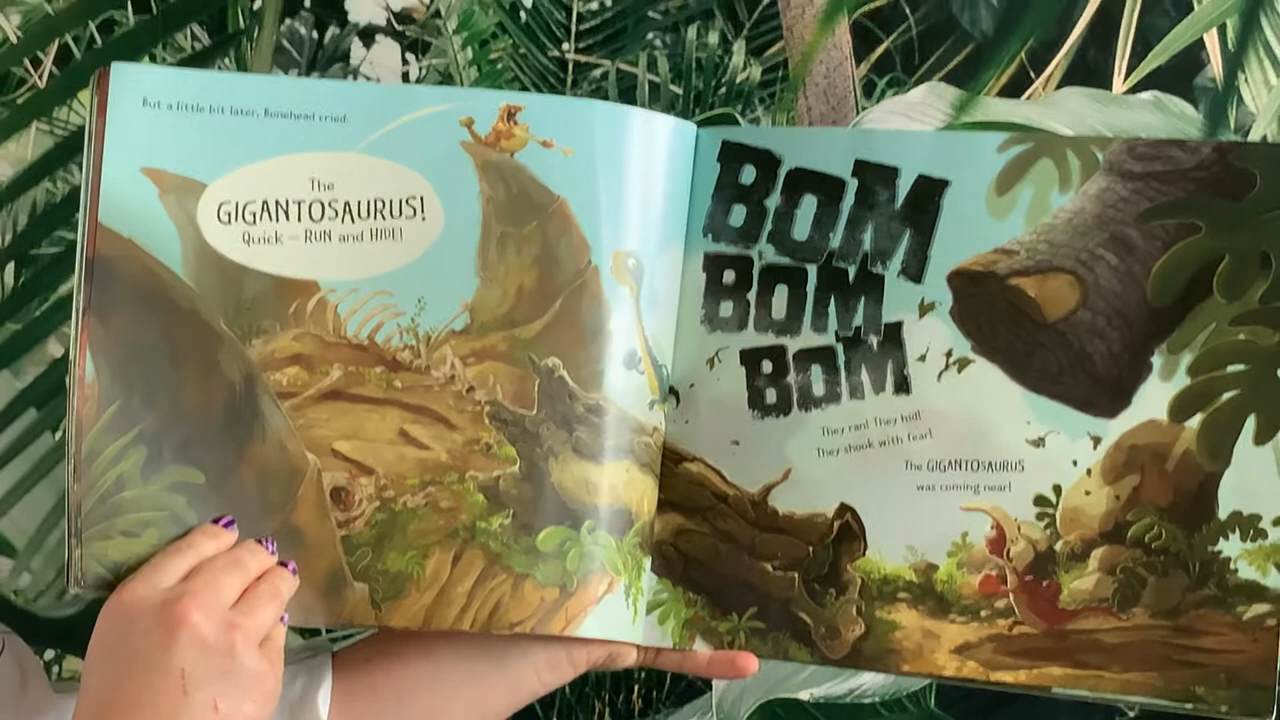 But a little bit later, Bonehead cried:
The
GIGANTOSAURUS!
Quick – RUN and HIDE!
BOM
BOM
BOM
They ran! They hid!
They shook with fear!
The GIGANTOSAURUS
was coming near!